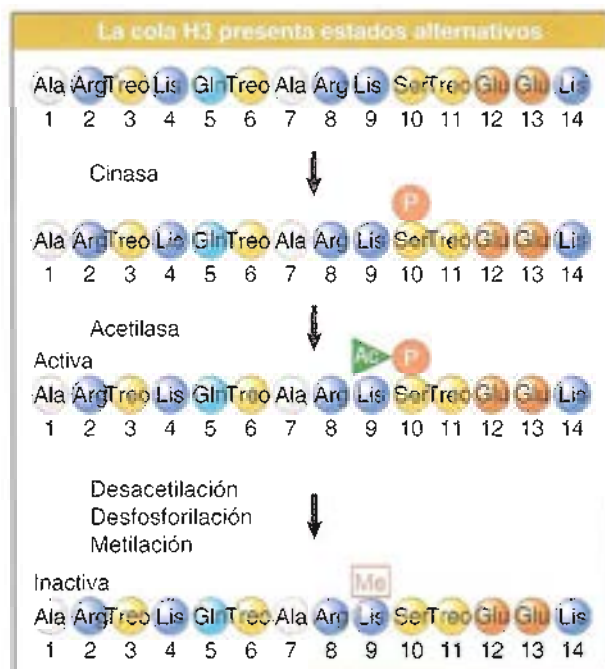 La cola H3 presenta estados alternativos
Ala Arg Treo Lis Gln Treo Ala Arg Lis Ser Treo Glu Glu Lis
1 2 3 4 5 6 7 8 9 10 11 12 13 14
Cinasa
P
Ala Arg Treo Lis Gln Treo Ala Arg Lis Ser Treo Glu Glu Lis
1 2 3 4 5 6 7 8 9 10 11 12 13 14
Acetilasa
Activa
Ac P
Ala Arg Treo Lis Gln Treo Ala Arg Lis Ser Treo Glu Glu Lis
1 2 3 4 5 6 7 8 9 10 11 12 13 14
Desacetilación
Desfosforilación
Metilación
Inactiva
Me
Ala Arg Treo Lis Gln Treo Ala Arg Lis Ser Treo Glu Glu Lis
1 2 3 4 5 6 7 8 9 10 11 12 13 14